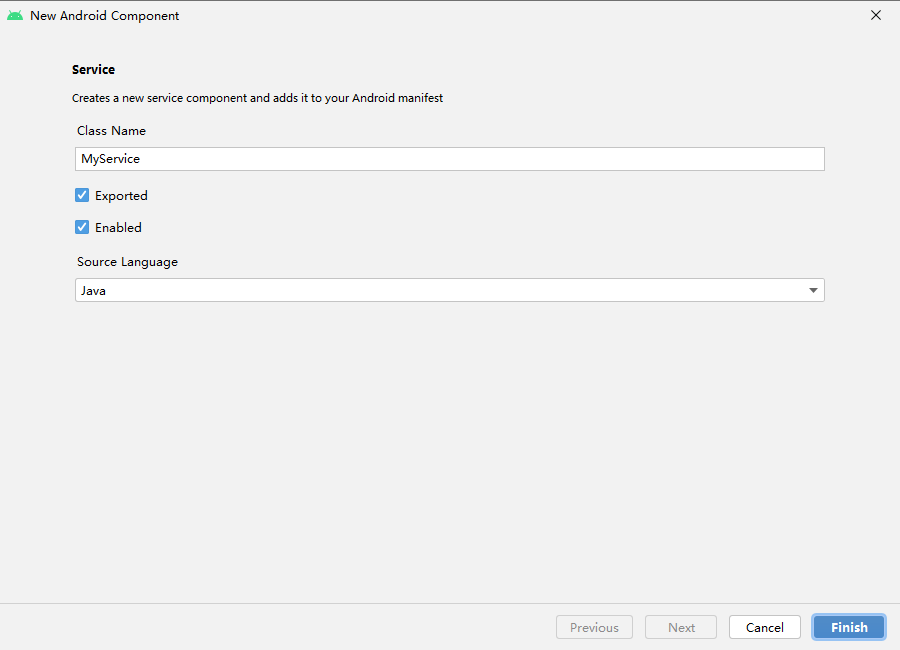 New Android Component
Service
Creates a new service component and adds it to your Android manifest
Class Name
MyService
Exported
Enabled
Source Language
Java
Previous
Next
Cancel
Finish